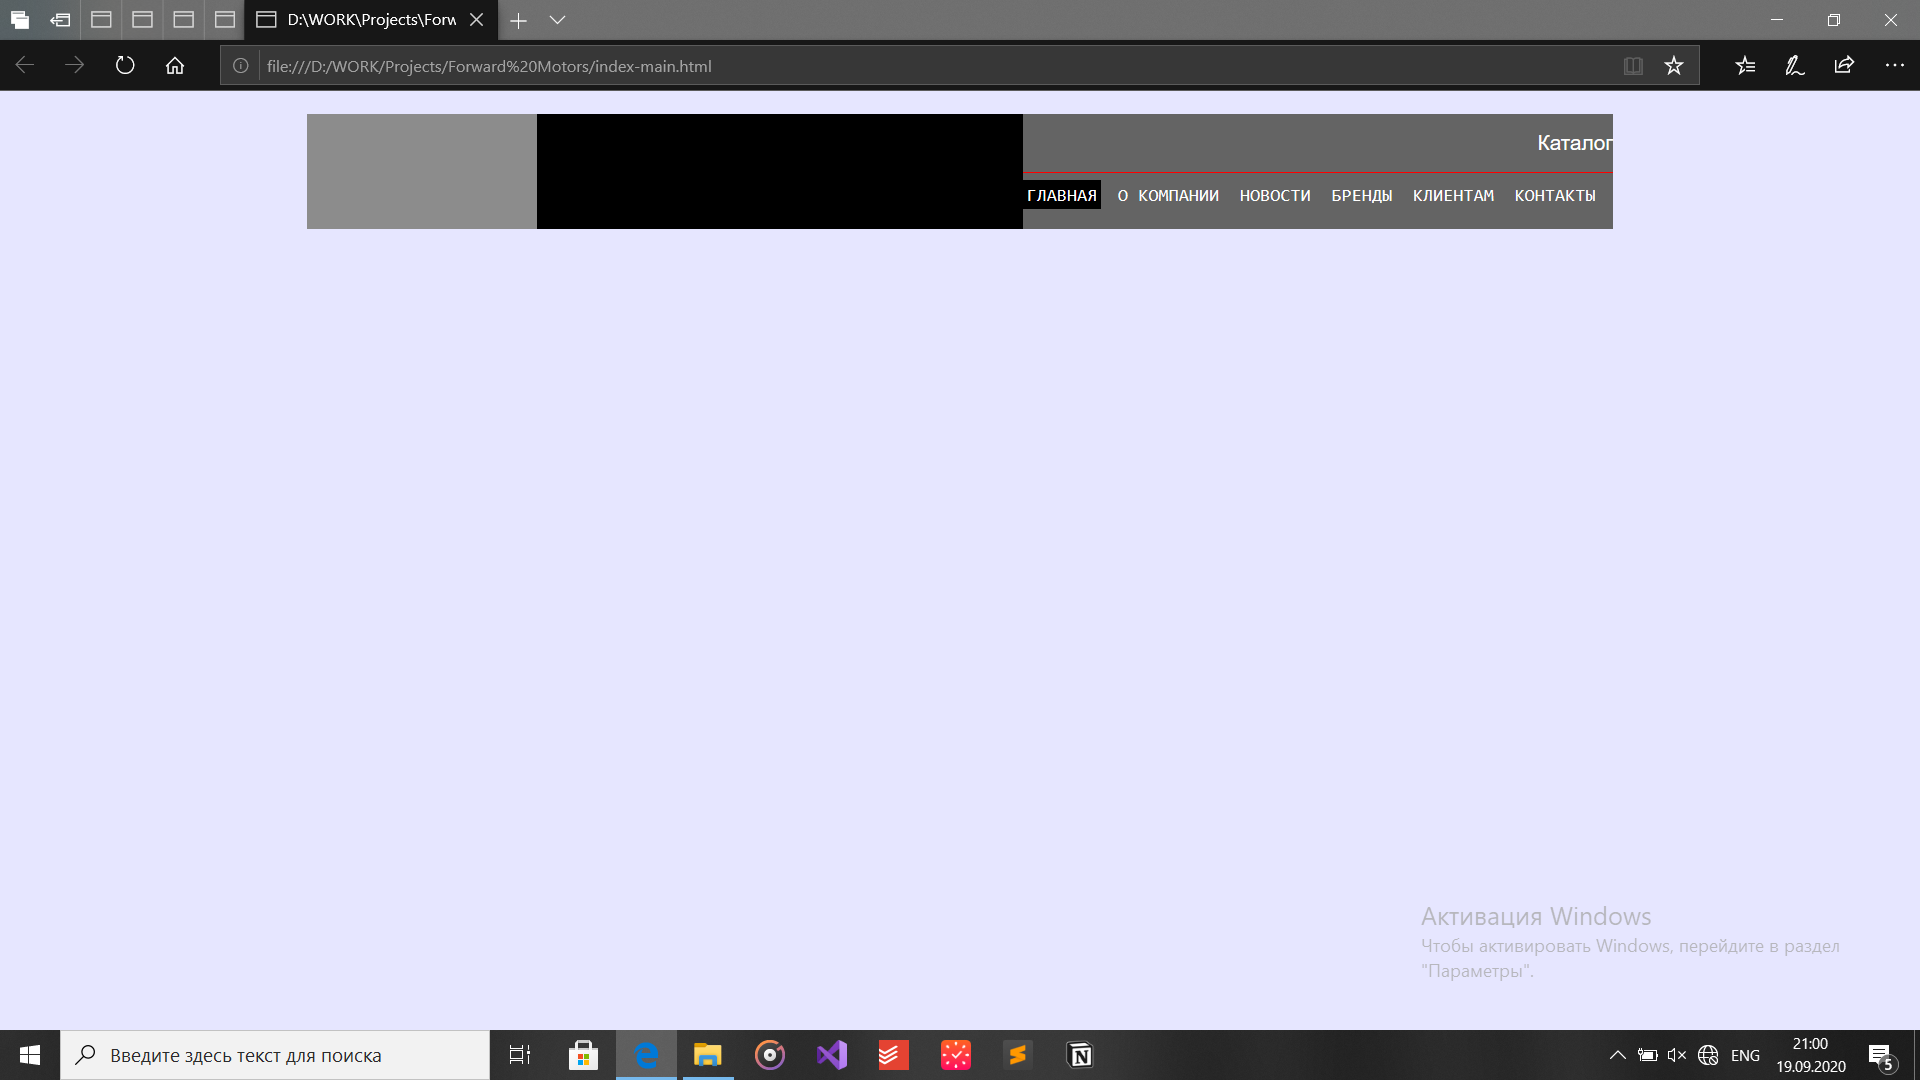 D:\WORK\Projects\Forw
file:///D:/WORK/Projects/Forward%20Motors/index-main.html
Каталог
ГЛАВНАЯ О КОМПАНИИ НОВОСТИ БРЕНДЫ КЛИЕНТАМ КОНТАКТЫ
Активация Windows
Чтобы активировать Windows, перейдите в раздел
"Параметры".
Введите здесь текст для поиска
ENG
21:00
19.09.2020
5